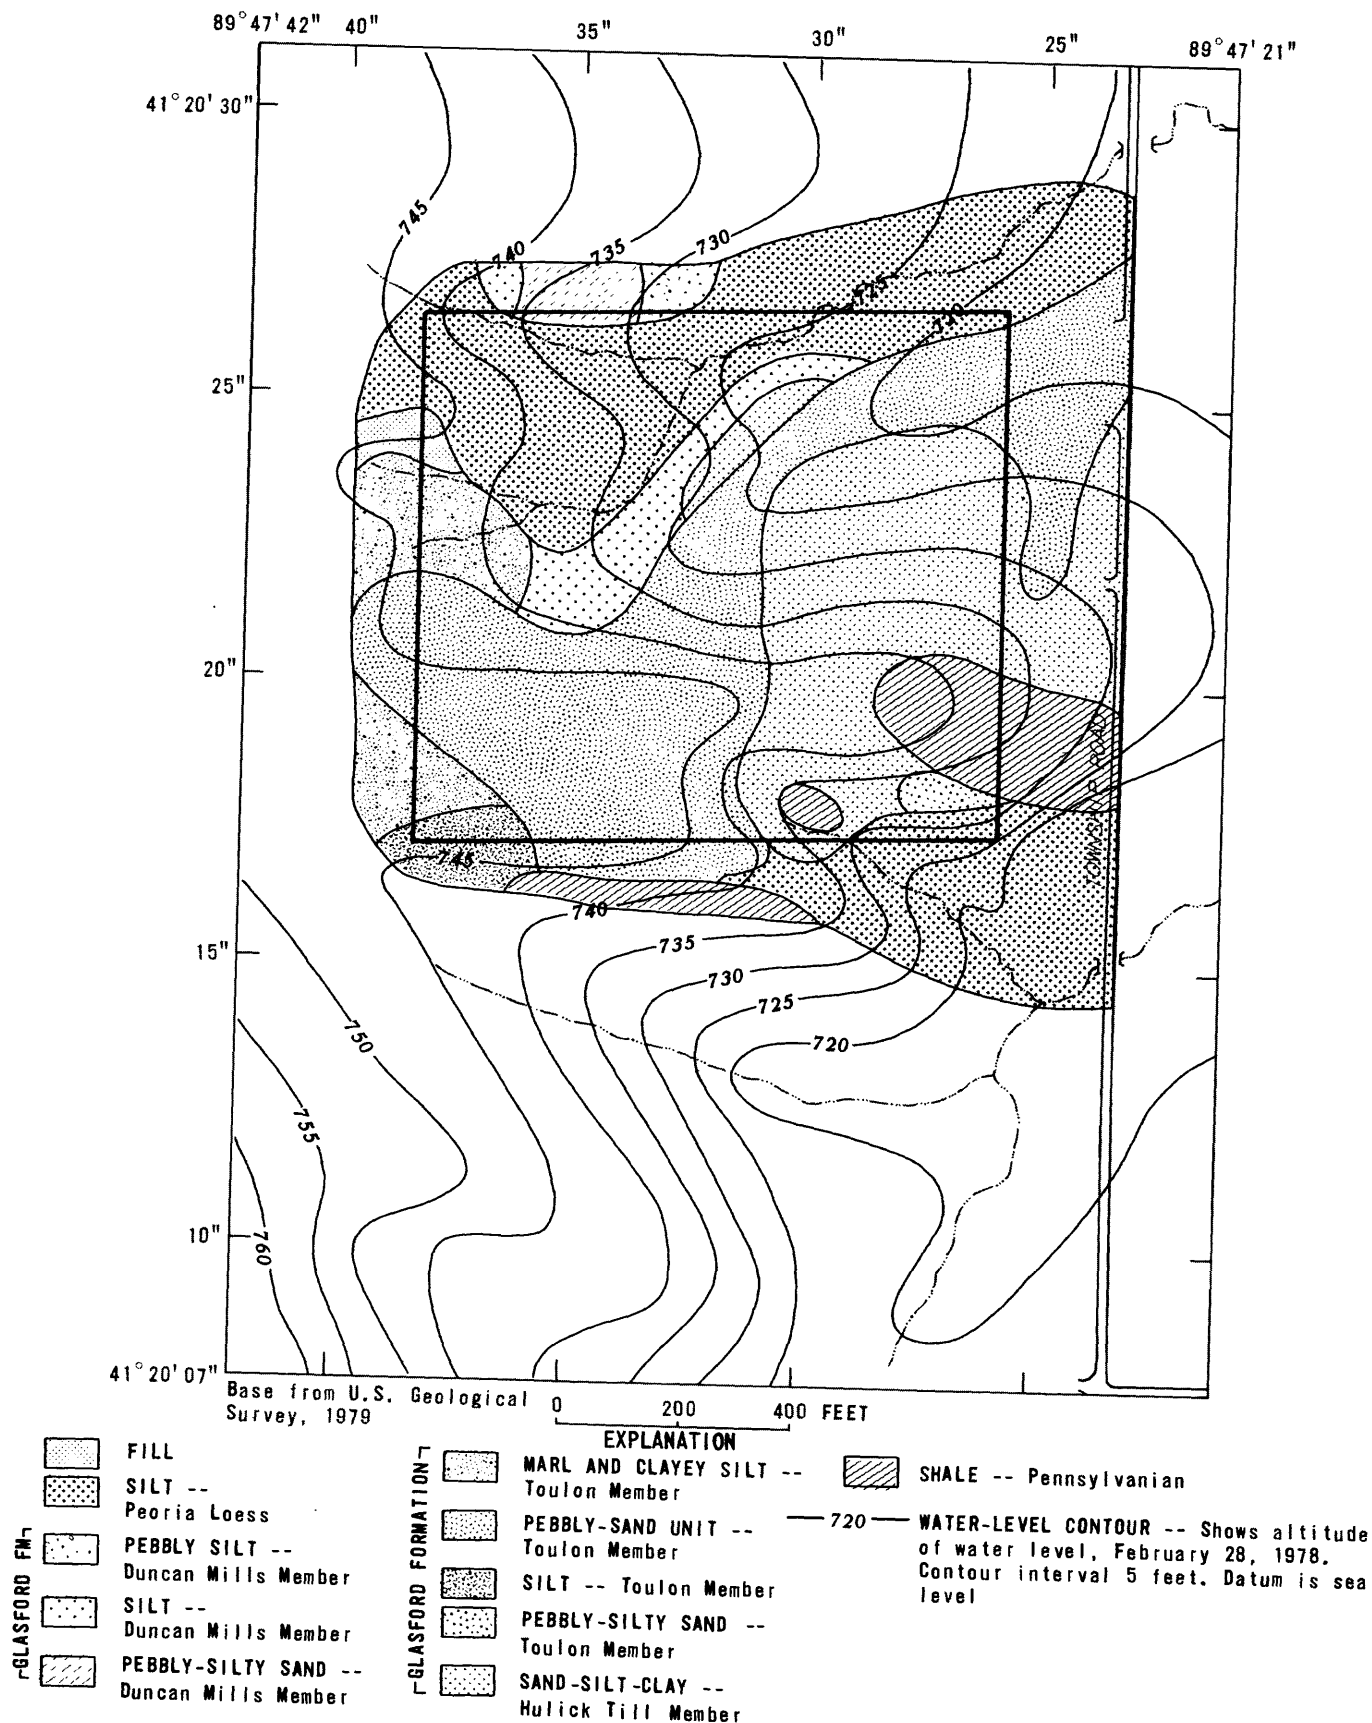 89°47'42" 40" 35" 30" 25" 89°47'21"
41°20'30"
745
740 735 730
725
720
25"
20"
TOWNSHIP ROAD
745
740
735
15"
730
725
750
720
755
10"
760
41°20'07"
Base from U.S. Geological
Survey, 1979
0 200 400 FEET
EXPLANATION
FILL
SILT --
Peoria Loess
GLASFORD FM
PEBBLY SILT --
Duncan Mills Member
SILT --
Duncan Mills Member
PEBBLY-SILTY SAND --
Duncan Mills Member
GLASFORD FORMATION
MARL AND CLAYEY SILT --
Toulon Member
PEBBLY-SAND UNIT --
Toulon Member
SILT -- Toulon Member
PEBBLY-SILTY SAND --
Toulon Member
SAND-SILT-CLAY --
Hulick Till Member
SHALE -- Pennsylvanian
720 WATER-LEVEL CONTOUR -- Shows altitude
of water level, February 28, 1978.
Contour interval 5 feet. Datum is sea
level